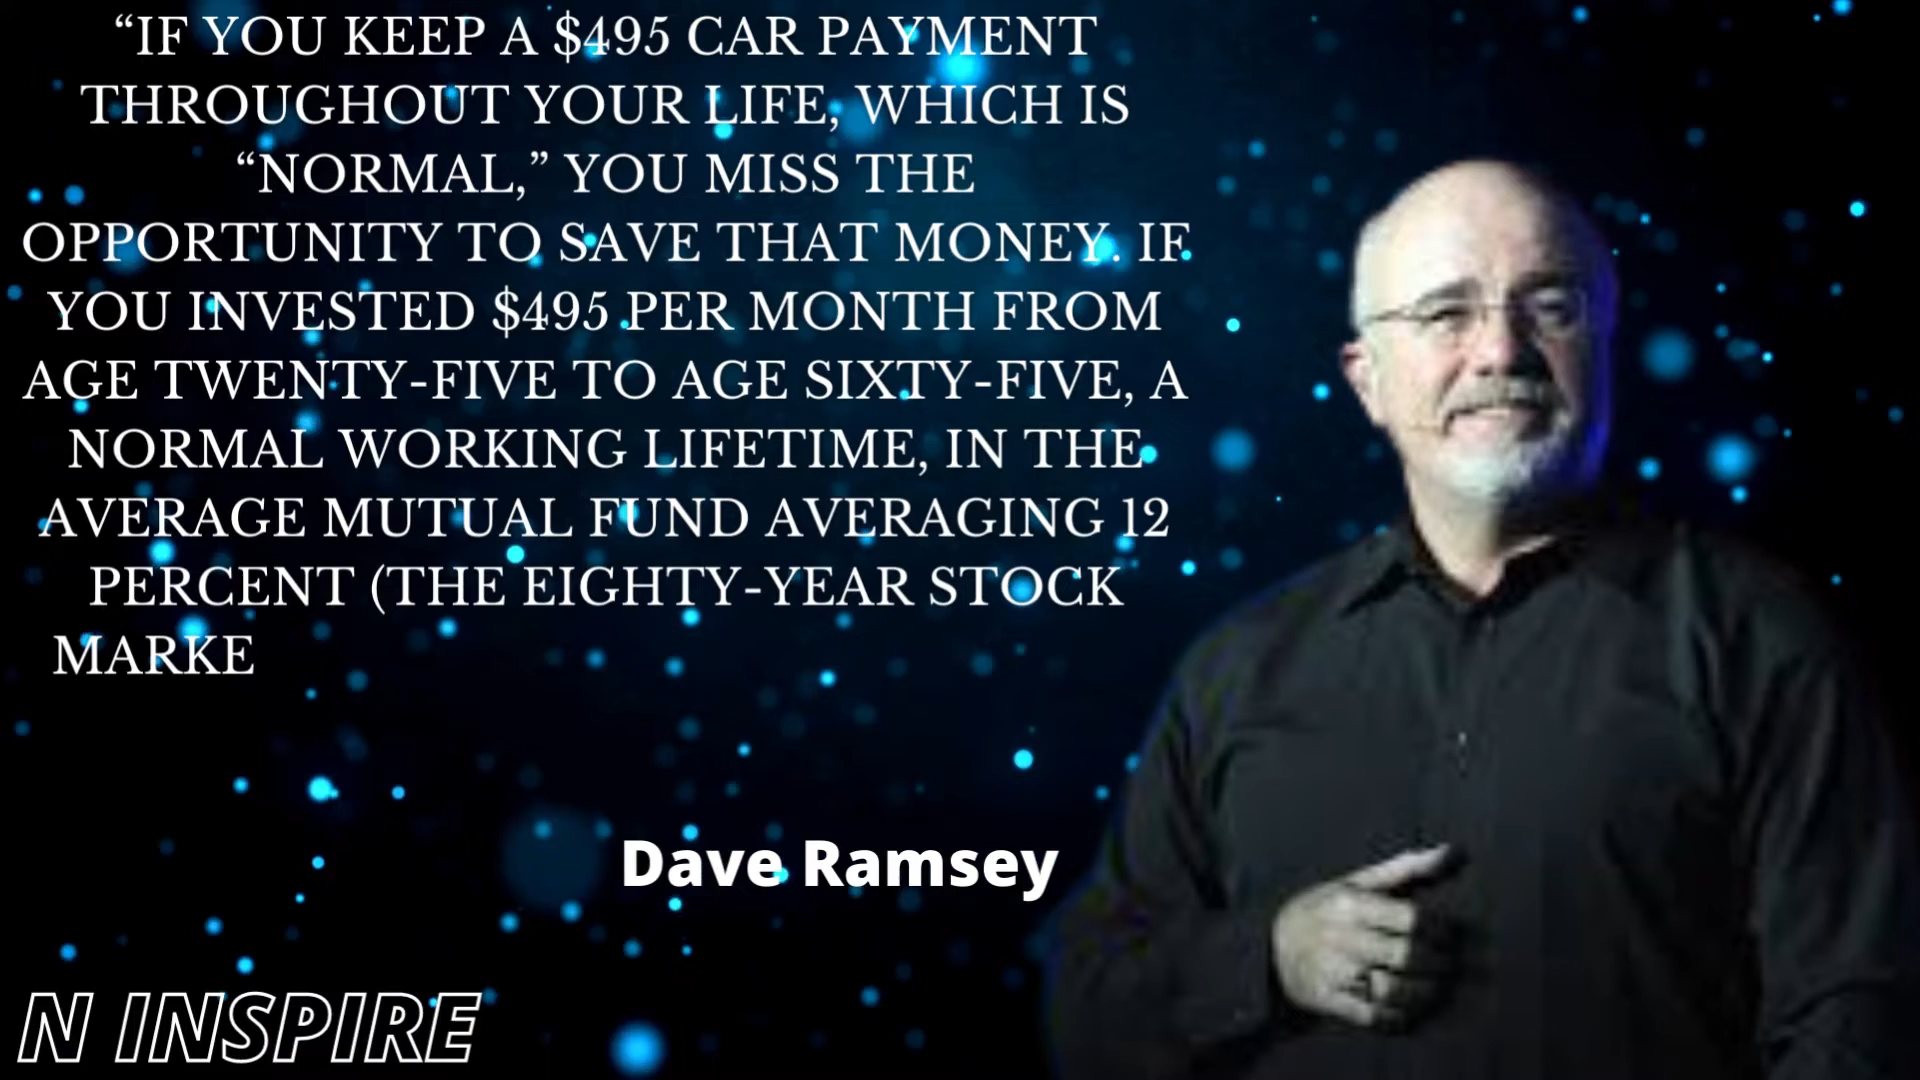 “IF YOU KEEP A $495 CAR PAYMENT
THROUGHOUT YOUR LIFE, WHICH IS
“NORMAL,” YOU MISS THE
OPPORTUNITY TO SAVE THAT MONEY. IF
YOU INVESTED $495 PER MONTH FROM
AGE TWENTY-FIVE TO AGE SIXTY-FIVE, A
NORMAL WORKING LIFETIME, IN THE
AVERAGE MUTUAL FUND AVERAGING 12
PERCENT (THE EIGHTY-YEAR STOCK
MARKE
Dave Ramsey
N INSPIRE